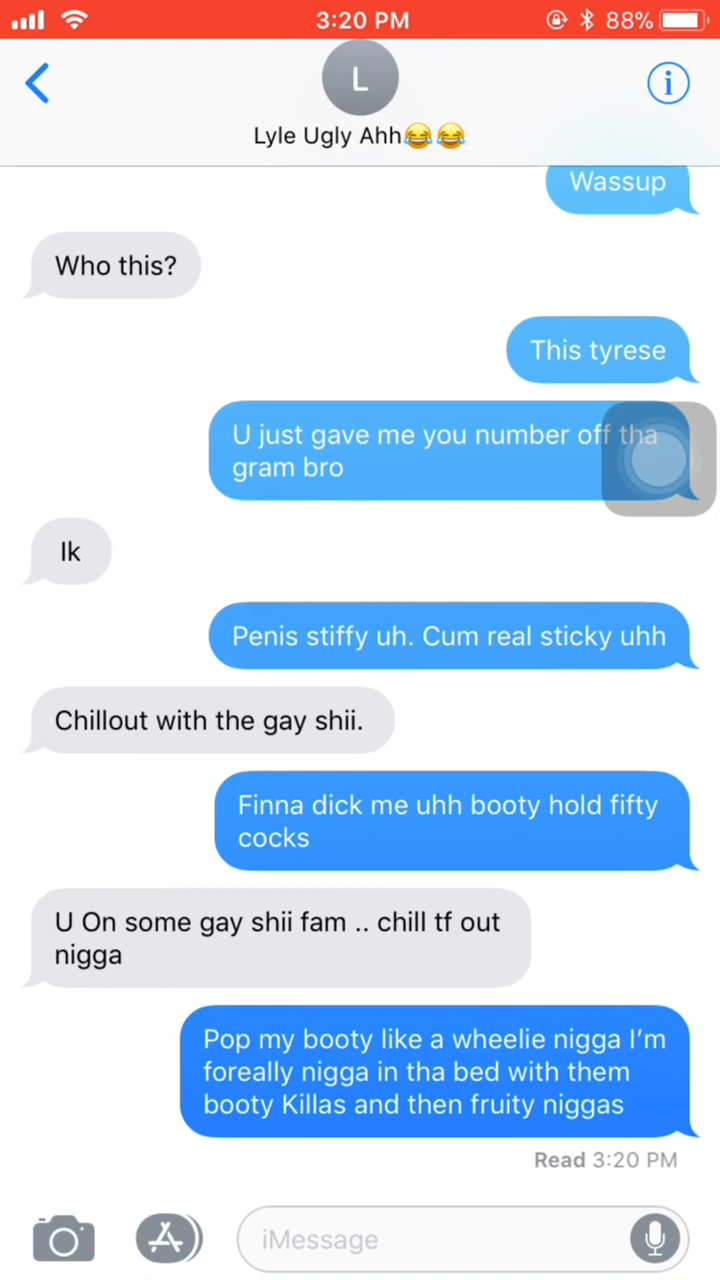 3:20 PM
88%
L
Lyle Ugly Ahh😂😂
Wassup
Who this?
This tyrese
U just gave me you number off tha
gram bro
Ik
Penis stiffy uh. Cum real sticky uhh
Chillout with the gay shii.
Finna dick me uhh booty hold fifty
cocks
U On some gay shii fam .. chill tf out
nigga
Pop my booty like a wheelie nigga I'm
foreally nigga in tha bed with them
booty Killas and then fruity niggas
Read 3:20 PM
iMessage